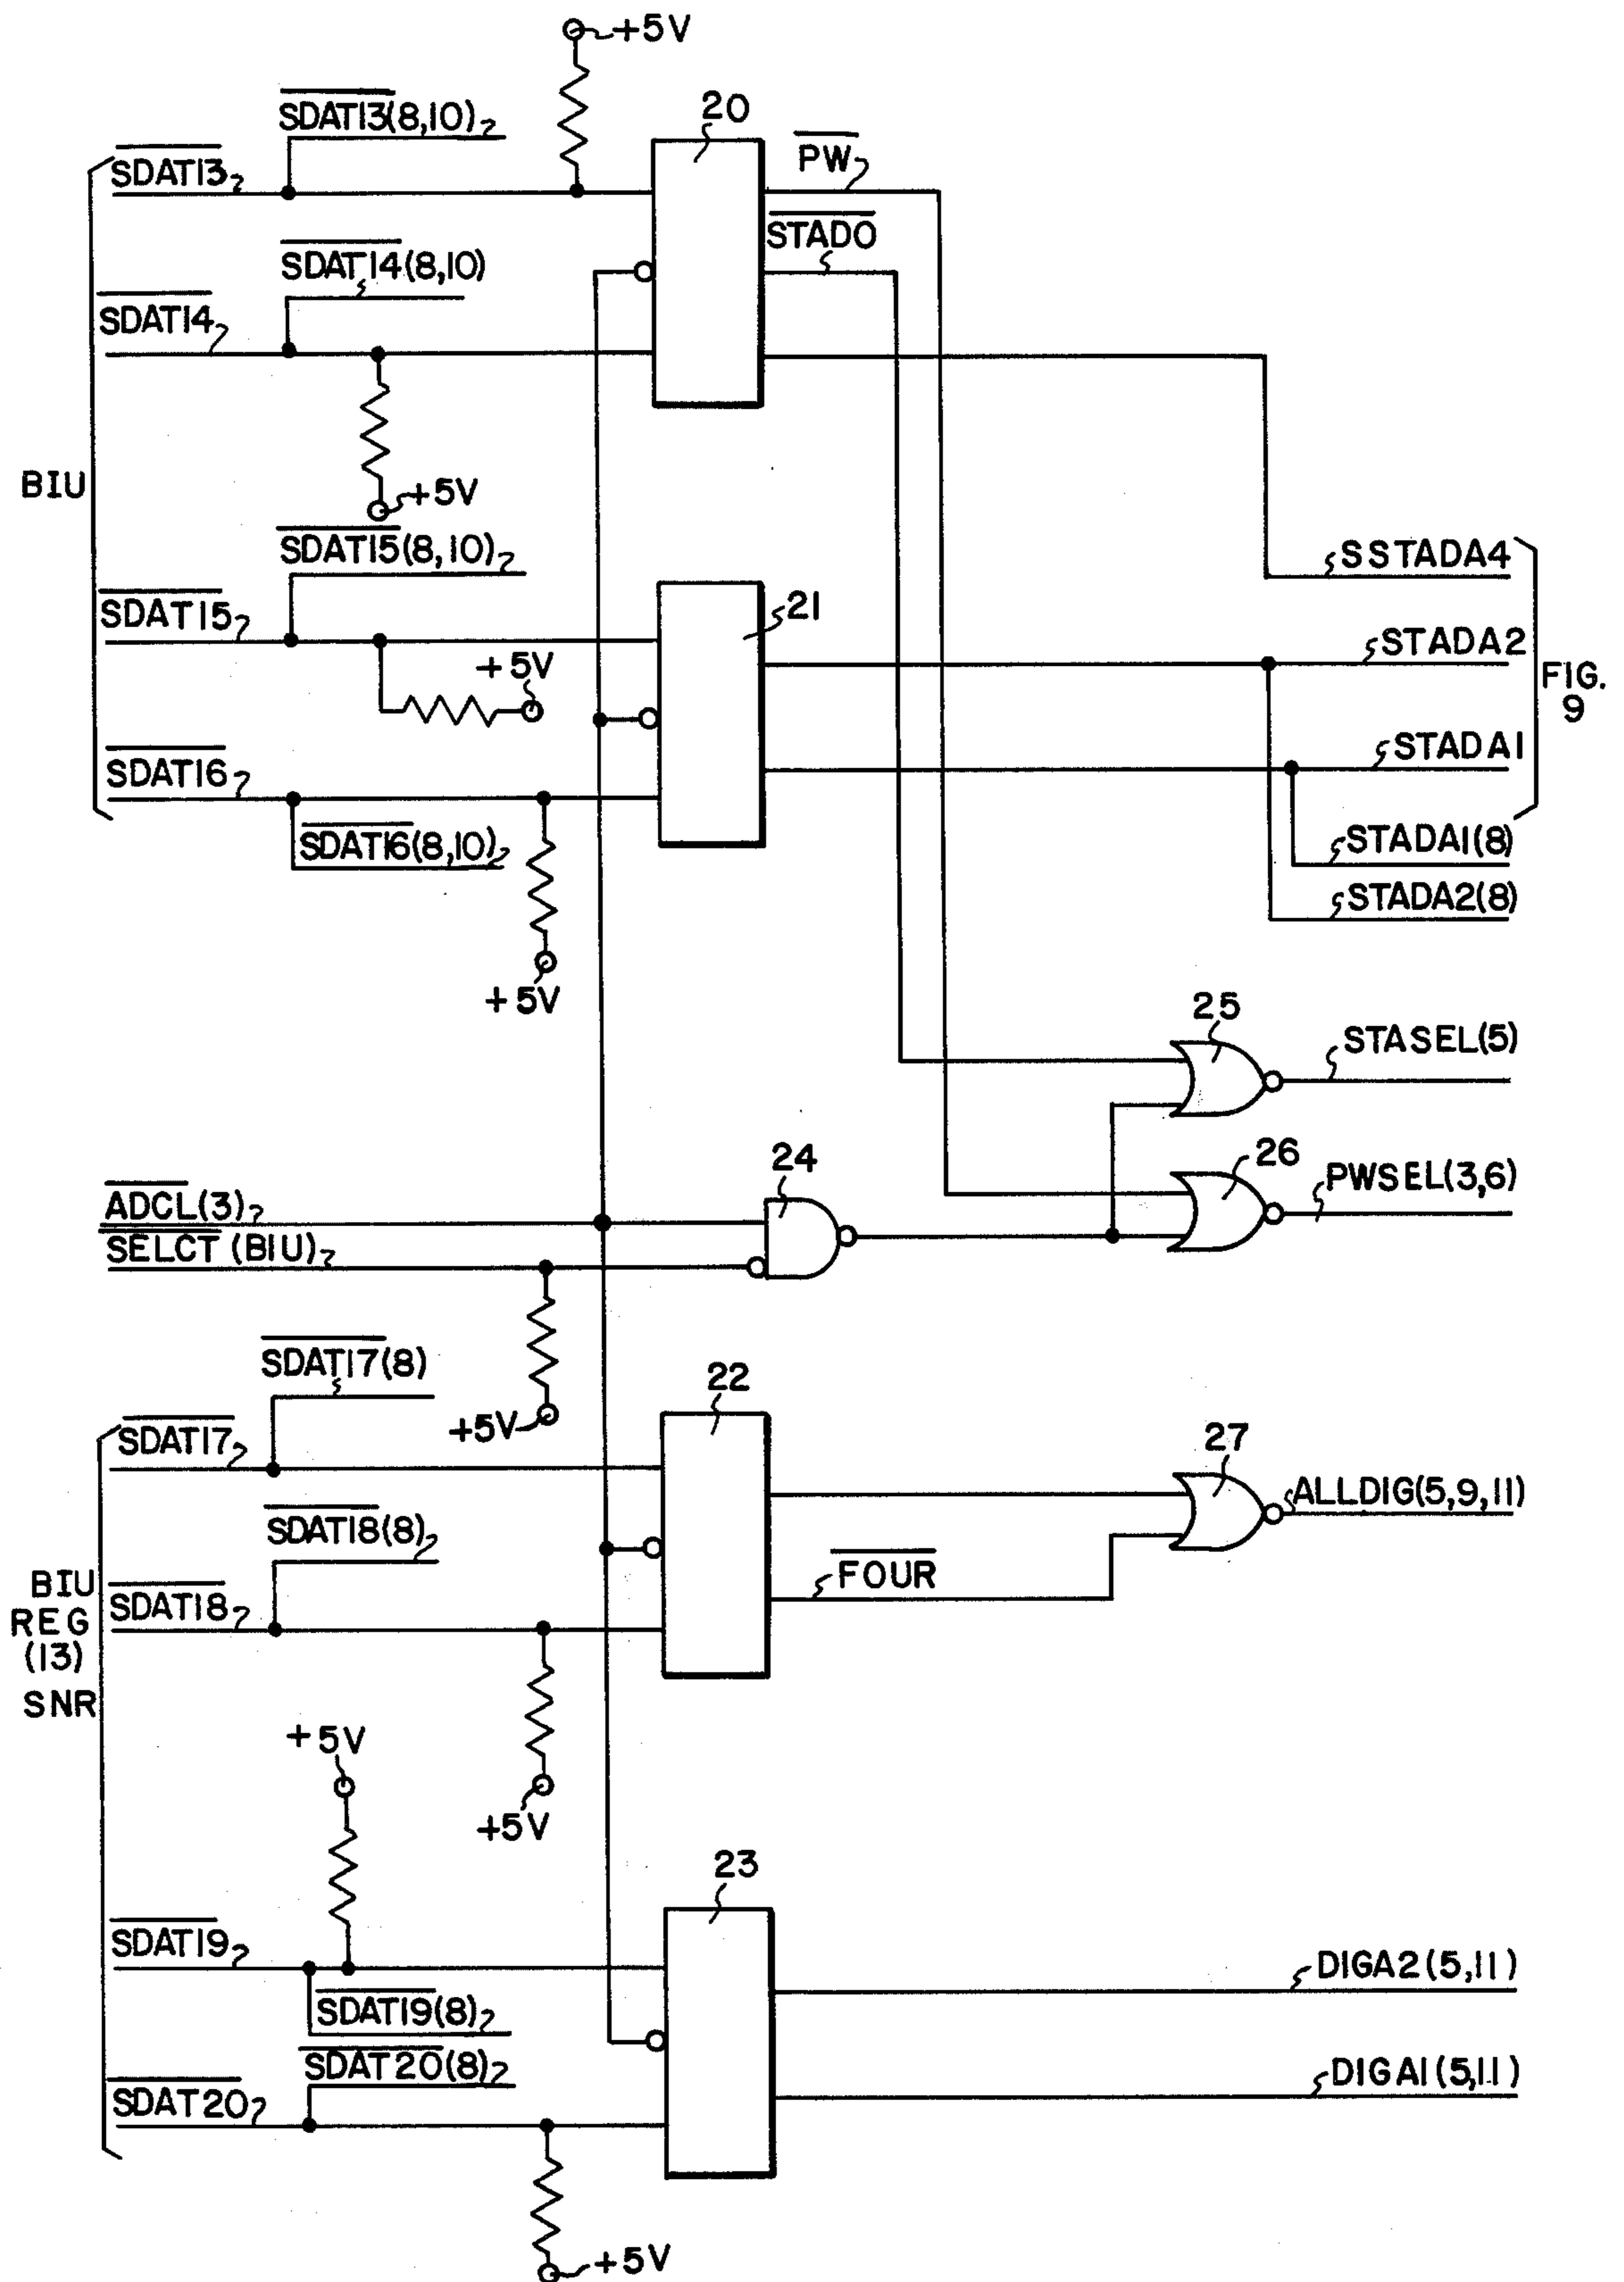 +5V
20
SDAT13(8,10)
SDAT13
PW
STADO
SDAT14(8,10)
SDAT14
BIU
+5V
SDAT15(8,10)
SSTADA4
SDAT15
21
+5V
STADA2
FIG.
9
SDAT16
STADA1
SDAT16(8,10)
STADA1(8)
STADA2(8)
+5V
25
STASEL(5)
24
26
ADCL(3)
PWSEL(3,6)
SELCT (BIU)
SDAT17(8)
22
+5V
SDAT17
27
ALLDIG(5,9,11)
SDAT18(8)
FOUR
BIU
REG
(13)
SNR
SDAT18
+5V
+5V
23
SDAT19
DIGA2(5,11)
SDAT19(8)
SDAT20(8)
DIGA1(5,11)
SDAT20
+5V